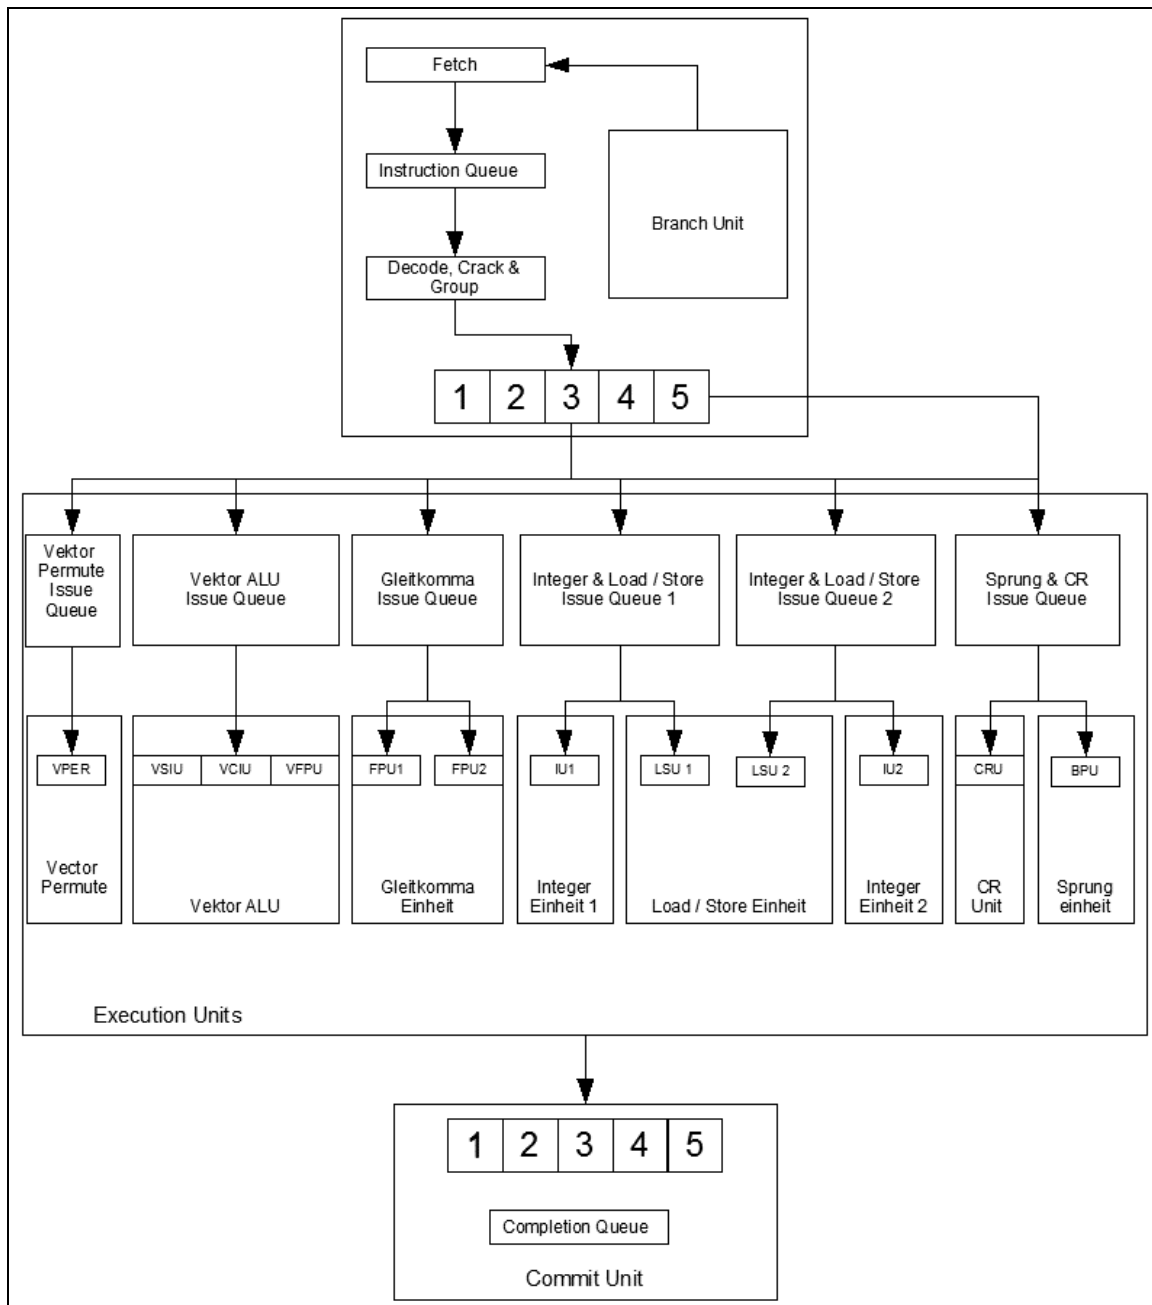 Fetch
Instruction Queue
Branch Unit
Decode, Crack &
Group
1 2 3 4 5
Vektor
Permute
Issue
Queue
Vektor ALU
Issue Queue
Gleitkomma
Issue Queue
Integer & Load / Store
Issue Queue 1
Integer & Load / Store
Issue Queue 2
Sprung & CR
Issue Queue
VPER
VSIU
VCIU
VFPU
FPU1
FPU2
IU1
LSU 1
LSU 2
IU2
CRU
BPU
Vector
Permute
Vektor ALU
Gleitkomma
Einheit
Integer
Einheit 1
Load / Store Einheit
Integer
Einheit 2
CR
Unit
Sprung
einheit
Execution Units
1 2 3 4 5
Completion Queue
Commit Unit